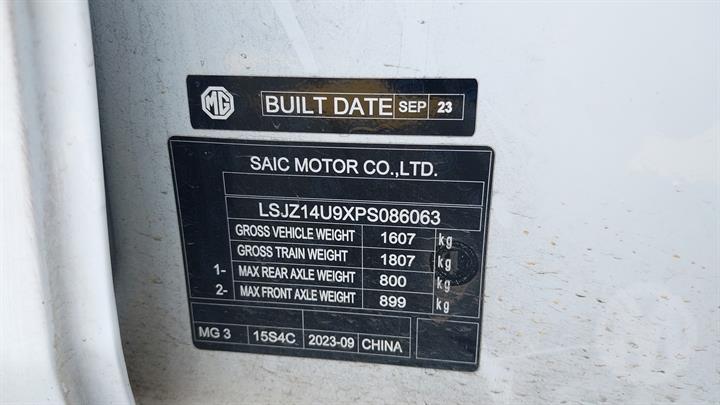 MG BUILT DATE SEP 23
SAIC MOTOR CO.,LTD.
LSJZ14U9XPS086063
GROSS VEHICLE WEIGHT 1607 kg
GROSS TRAIN WEIGHT 1807 kg
1- MAX REAR AXLE WEIGHT 800 kg
2- MAX FRONT AXLE WEIGHT 899 kg
MG 3 15S4C 2023-09 CHINA